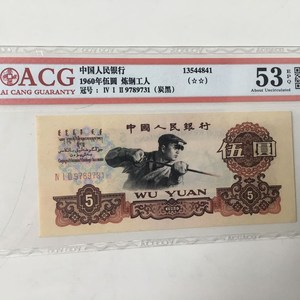 ACG
AI CANG GUARANTY
中国人民银行
1960年伍圆 炼钢工人
冠号：Ⅳ Ⅰ Ⅱ 9789731（炭黑）
13544841
(☆☆)
53 EPQ
About Uncirculated
中國人民銀行
伍圓
ⅣⅠⅡ9789731
WU YUAN
5
5